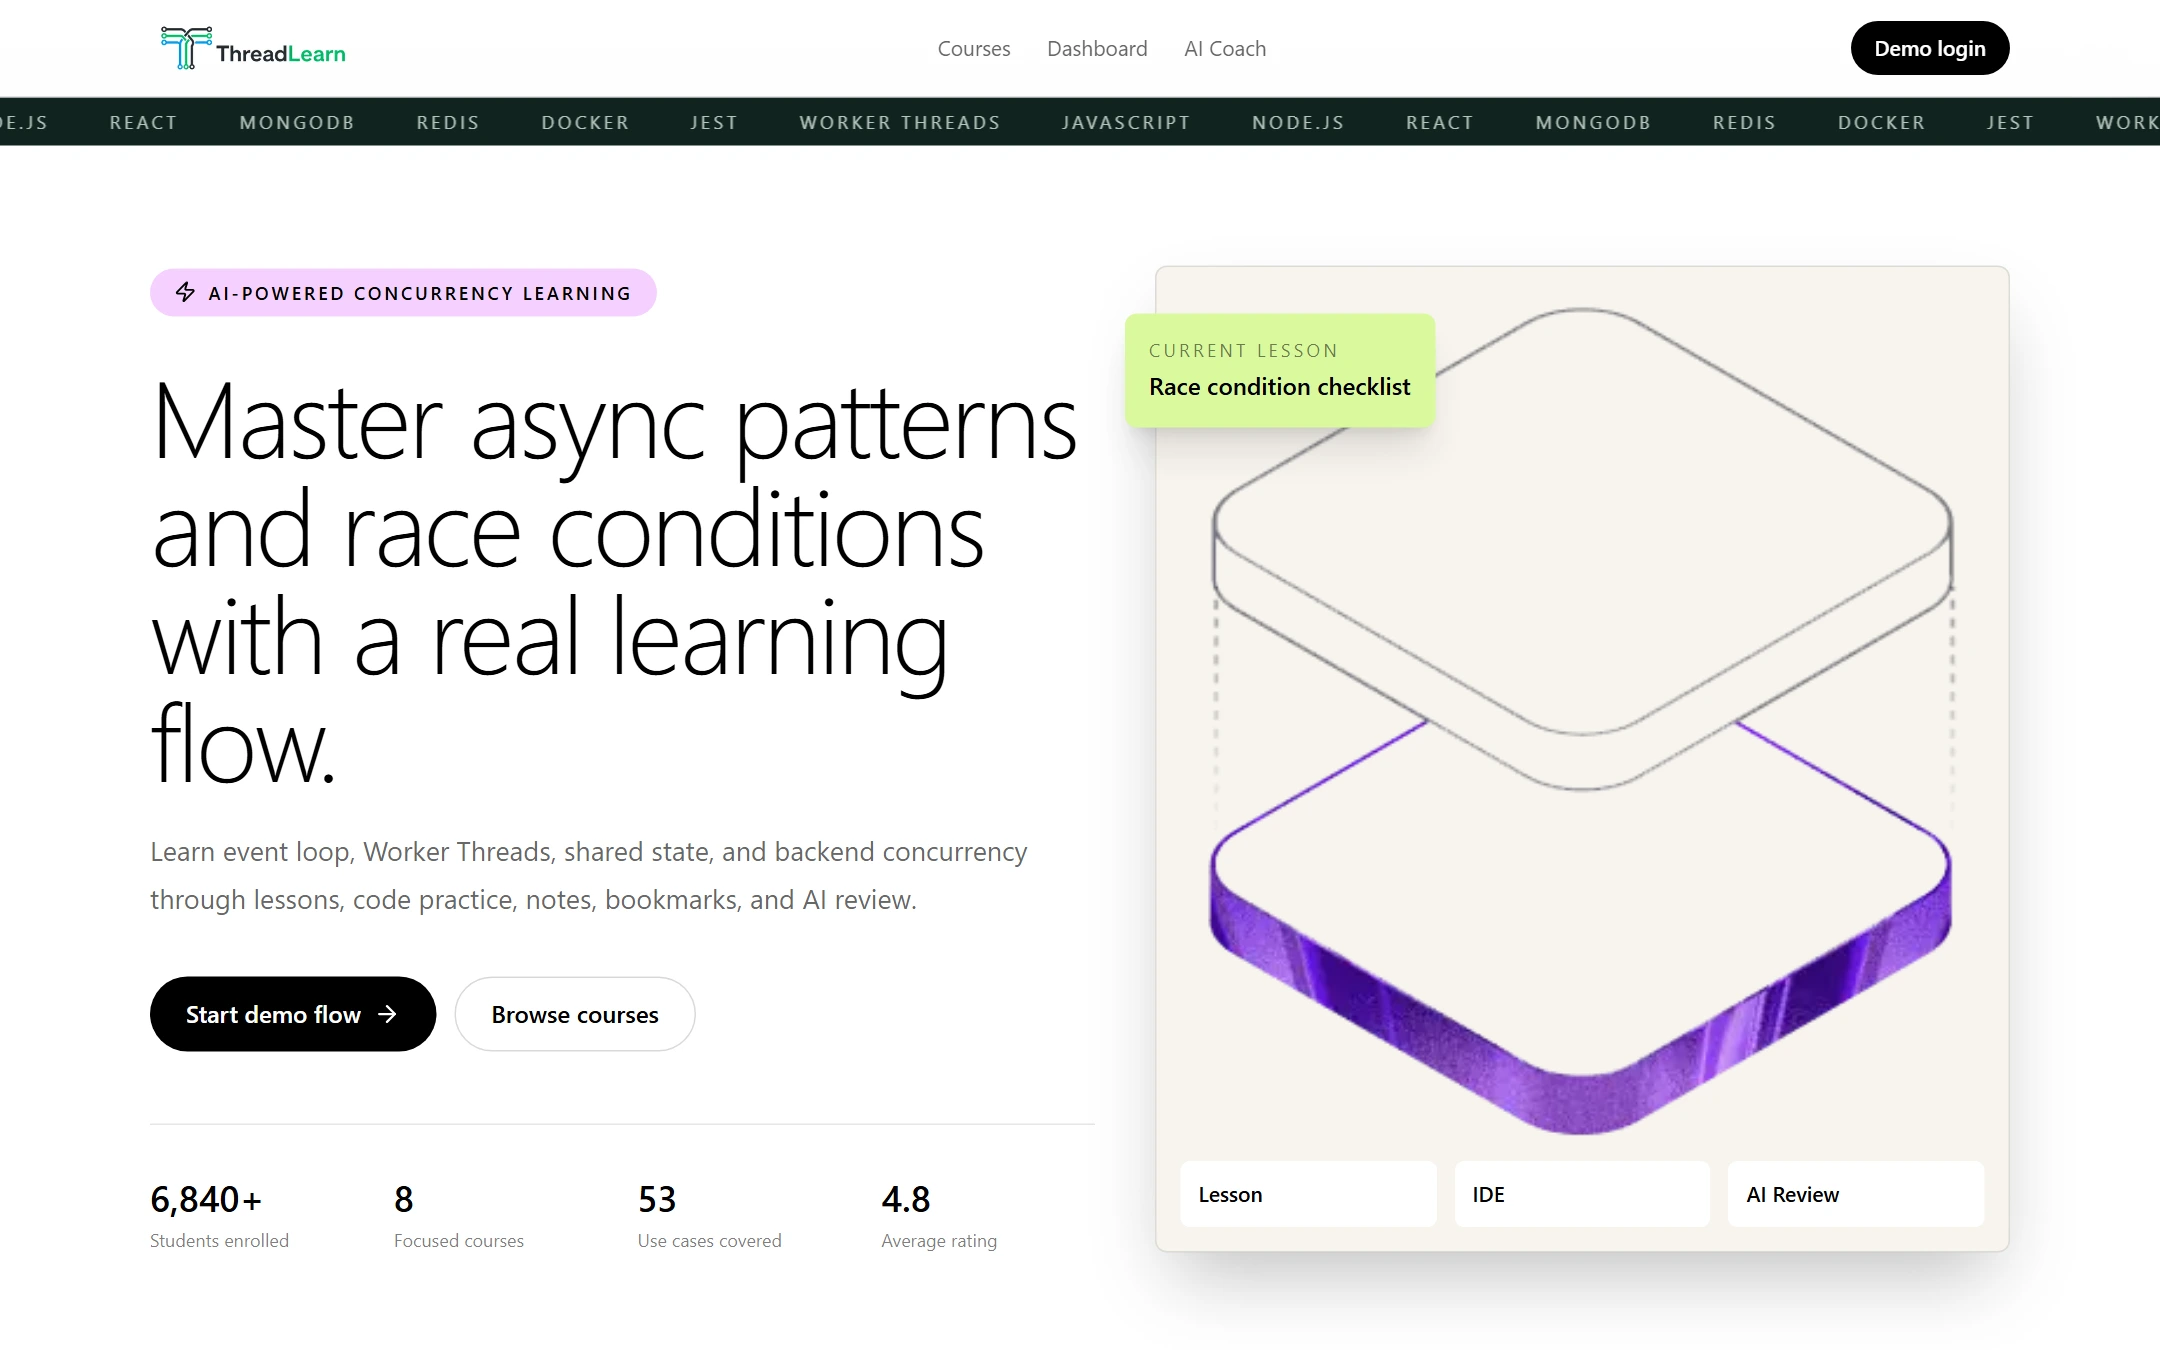 ThreadLearn
Courses
Dashboard
AI Coach
Demo login
DE.JS REACT MONGODB REDIS DOCKER JEST WORKER THREADS JAVASCRIPT NODE.JS REACT MONGODB REDIS DOCKER JEST WORK
AI-POWERED CONCURRENCY LEARNING
Master async patterns
and race conditions
with a real learning
flow.
Learn event loop, Worker Threads, shared state, and backend concurrency
through lessons, code practice, notes, bookmarks, and AI review.
Start demo flow
Browse courses
6,840+
Students enrolled
8
Focused courses
53
Use cases covered
4.8
Average rating
CURRENT LESSON
Race condition checklist
Lesson
IDE
AI Review